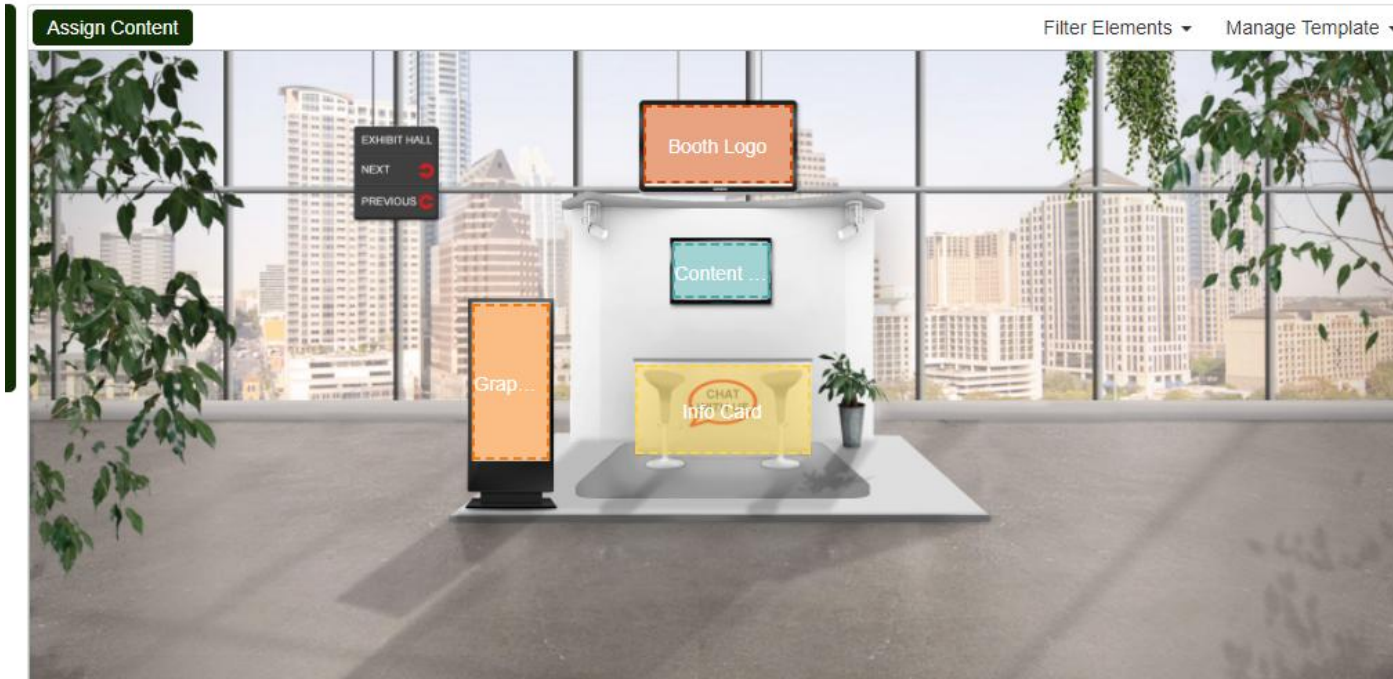 Assign Content
Filter Elements
Manage Template
EXHIBIT HALL
NEXT
PREVIOUS
Booth Logo
Content ...
Grap...
CHAT
Info Card